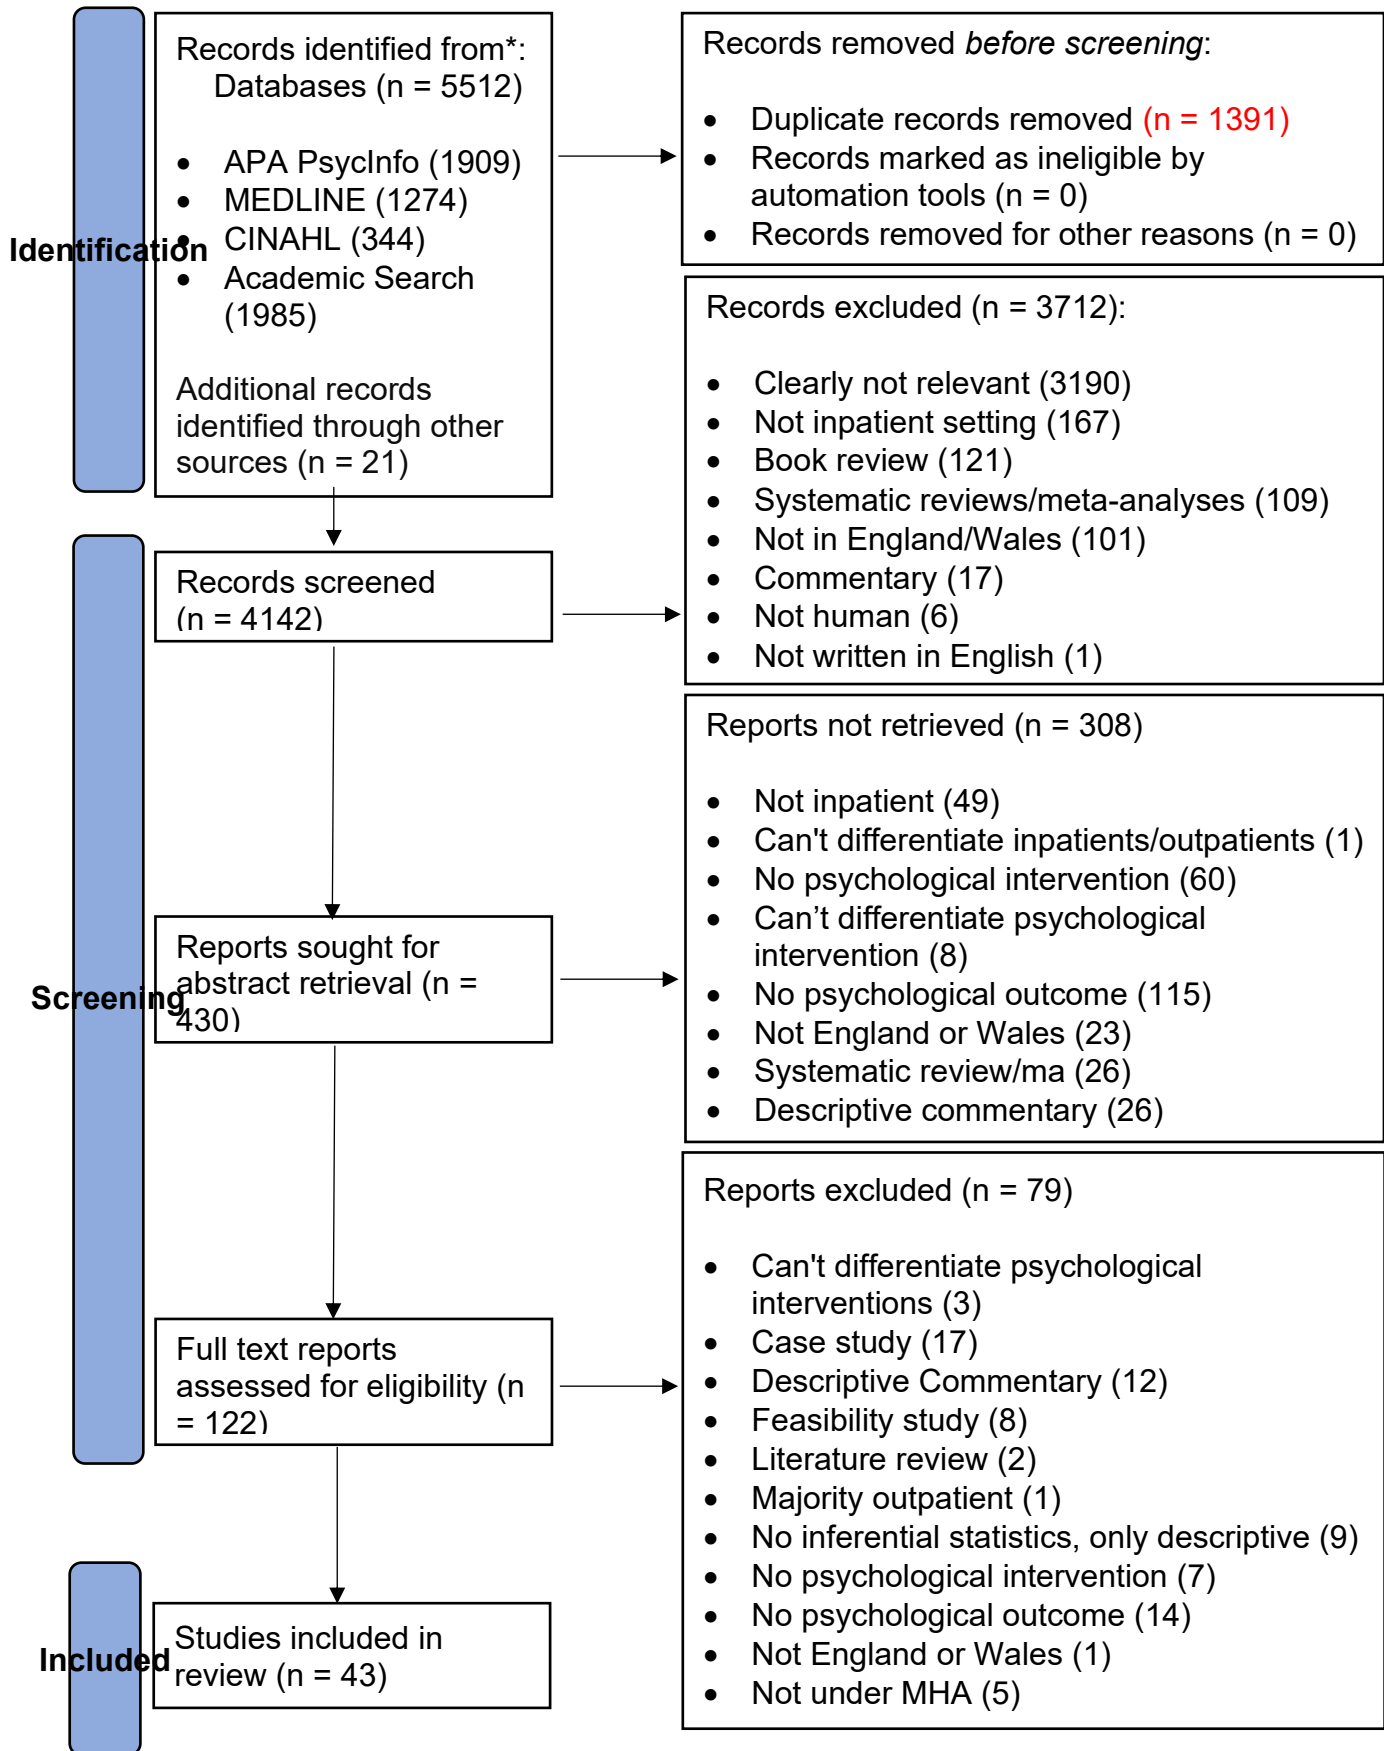 Identification
Records identified from*:
Databases (n = 5512)
• APA PsycInfo (1909)
• MEDLINE (1274)
• CINAHL (344)
• Academic Search
(1985)
Additional records
identified through other
sources (n = 21)
Records removed before screening:
• Duplicate records removed (n = 1391)
• Records marked as ineligible by
automation tools (n = 0)
• Records removed for other reasons (n = 0)
Screening
Records screened
(n = 4142)
Records excluded (n = 3712):
• Clearly not relevant (3190)
• Not inpatient setting (167)
• Book review (121)
• Systematic reviews/meta-analyses (109)
• Not in England/Wales (101)
• Commentary (17)
• Not human (6)
• Not written in English (1)
Reports sought for
abstract retrieval (n =
430)
Reports not retrieved (n = 308)
• Not inpatient (49)
• Can't differentiate inpatients/outpatients (1)
• No psychological intervention (60)
• Can’t differentiate psychological
intervention (8)
• No psychological outcome (115)
• Not England or Wales (23)
• Systematic review/ma (26)
• Descriptive commentary (26)
Full text reports
assessed for eligibility (n
= 122)
Reports excluded (n = 79)
• Can't differentiate psychological
interventions (3)
• Case study (17)
• Descriptive Commentary (12)
• Feasibility study (8)
• Literature review (2)
• Majority outpatient (1)
• No inferential statistics, only descriptive (9)
• No psychological intervention (7)
• No psychological outcome (14)
• Not England or Wales (1)
• Not under MHA (5)
Included
Studies included in
review (n = 43)